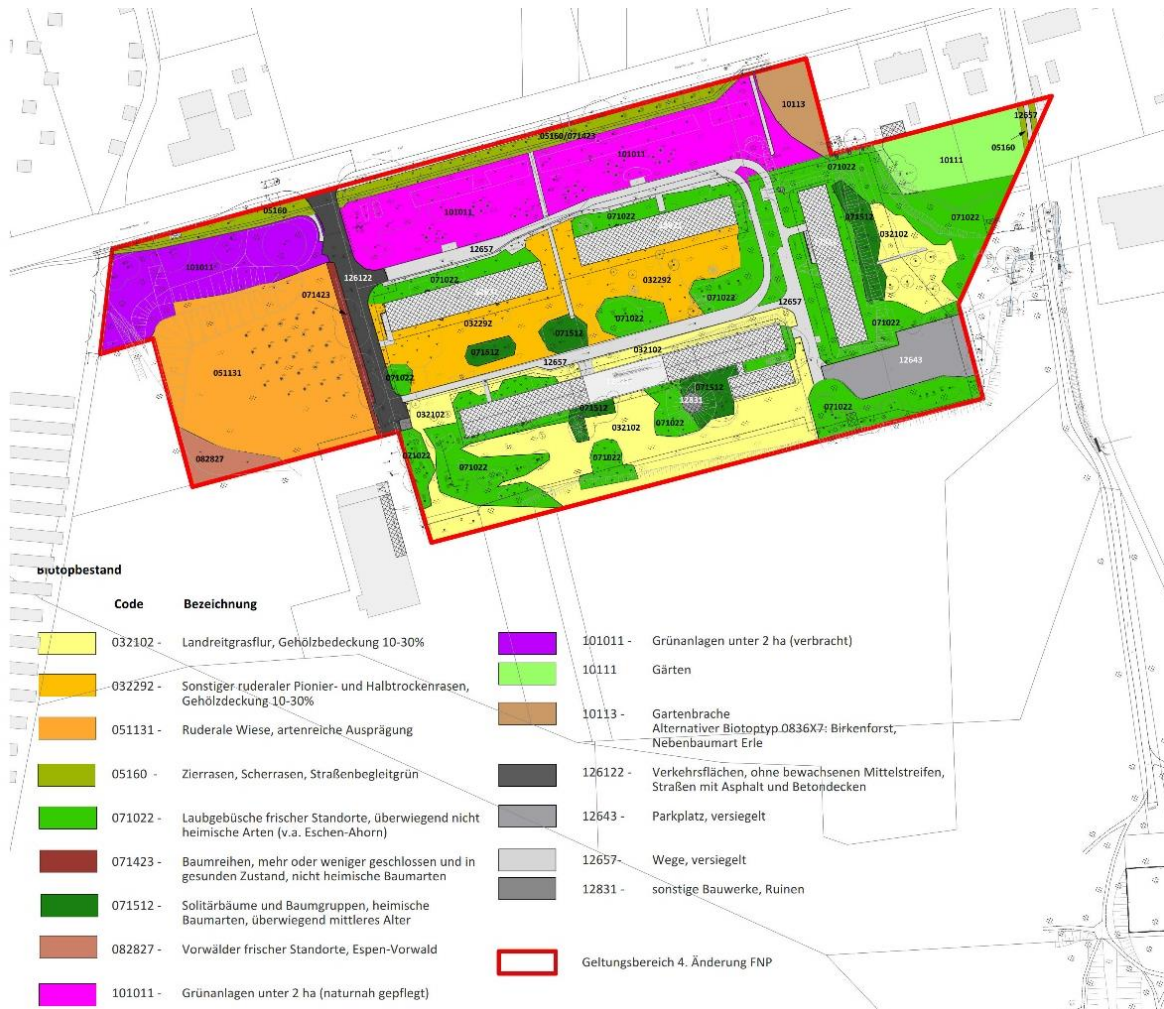 10113
12657
05160/071423
05160
10111
101011
071022
05160
071512
101011
071022
032102
071022
12657
101011
126122
071022
071423
032292
071022
071022
032292
12657
071022
051131
071512
071512
12657
032102
12643
071022
071512
12831
032102
071512
032102
071022
071022
082827
071022
071022
071022
Biotopbestand
Code Bezeichnung
032102 - Landreitgrasflur, Gehölzbedeckung 10-30%
032292 - Sonstiger ruderaler Pionier- und Halbtrockenrasen,
Gehölzdeckung 10-30%
051131 - Ruderale Wiese, artenreiche Ausprägung
05160 - Zierrasen, Scherrasen, Straßenbegleitgrün
071022 - Laubgebüsche frischer Standorte, überwiegend nicht
heimische Arten (v.a. Eschen-Ahorn)
071423 - Baumreihen, mehr oder weniger geschlossen und in
gesunden Zustand, nicht heimische Baumarten
071512 - Solitärbäume und Baumgruppen, heimische
Baumarten, überwiegend mittleres Alter
082827 - Vorwälder frischer Standorte, Espen-Vorwald
101011 - Grünanlagen unter 2 ha (naturnah gepflegt)
101011 - Grünanlagen unter 2 ha (verbracht)
10111 Gärten
10113 - Gartenbrache
Alternativer Biotoptyp 0836X7: Birkenforst,
Nebenbaumart Erle
126122 - Verkehrsflächen, ohne bewachsenen Mittelstreifen,
Straßen mit Asphalt und Betondecken
12643 - Parkplatz, versiegelt
12657- Wege, versiegelt
12831 - sonstige Bauwerke, Ruinen
Geltungsbereich 4. Änderung FNP